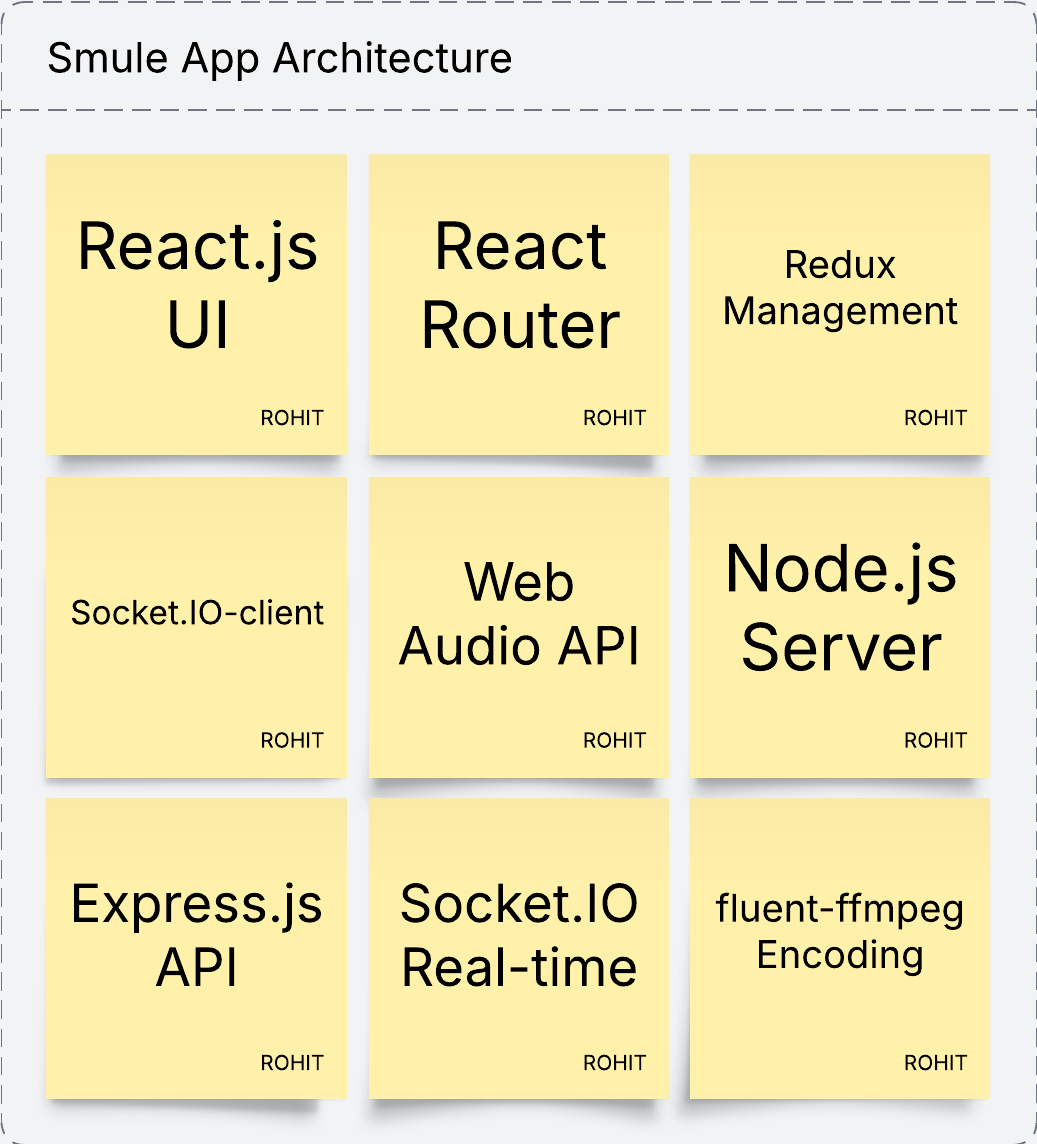 Smule App Architecture
React.js
UI
ROHIT
React
Router
ROHIT
Redux
Management
ROHIT
Socket.IO-client
ROHIT
Web
Audio API
ROHIT
Node.js
Server
ROHIT
Express.js
API
ROHIT
Socket.IO
Real-time
ROHIT
fluent-ffmpeg
Encoding
ROHIT